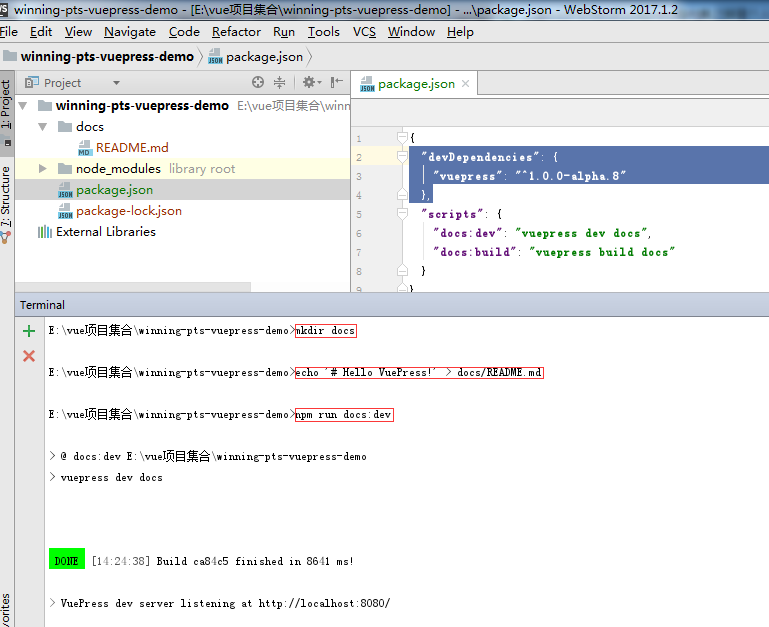 winning-pts-vuepress-demo - [E:\vue项目集合\winning-pts-vuepress-demo] - ...\package.json - WebStorm 2017.1.2
File Edit View Navigate Code Refactor Run Tools VCS Window Help
winning-pts-vuepress-demo package.json
1: Project
Project
package.json
winning-pts-vuepress-demo E:\vue项目集合\winn
docs
README.md
node_modules library root
package.json
package-lock.json
External Libraries
7: Structure
1 {
2 "devDependencies": {
3 "vuepress": "^1.0.0-alpha.8"
4 },
5 "scripts": {
6 "docs:dev": "vuepress dev docs",
7 "docs:build": "vuepress build docs"
8 }
9 }
Terminal
E:\vue项目集合\winning-pts-vuepress-demo>mkdir docs
E:\vue项目集合\winning-pts-vuepress-demo>echo '# Hello VuePress!' > docs/README.md
E:\vue项目集合\winning-pts-vuepress-demo>npm run docs:dev
> @ docs:dev E:\vue项目集合\winning-pts-vuepress-demo
> vuepress dev docs
DONE [14:24:38] Build ca84c5 finished in 8641 ms!
> VuePress dev server listening at http://localhost:8080/